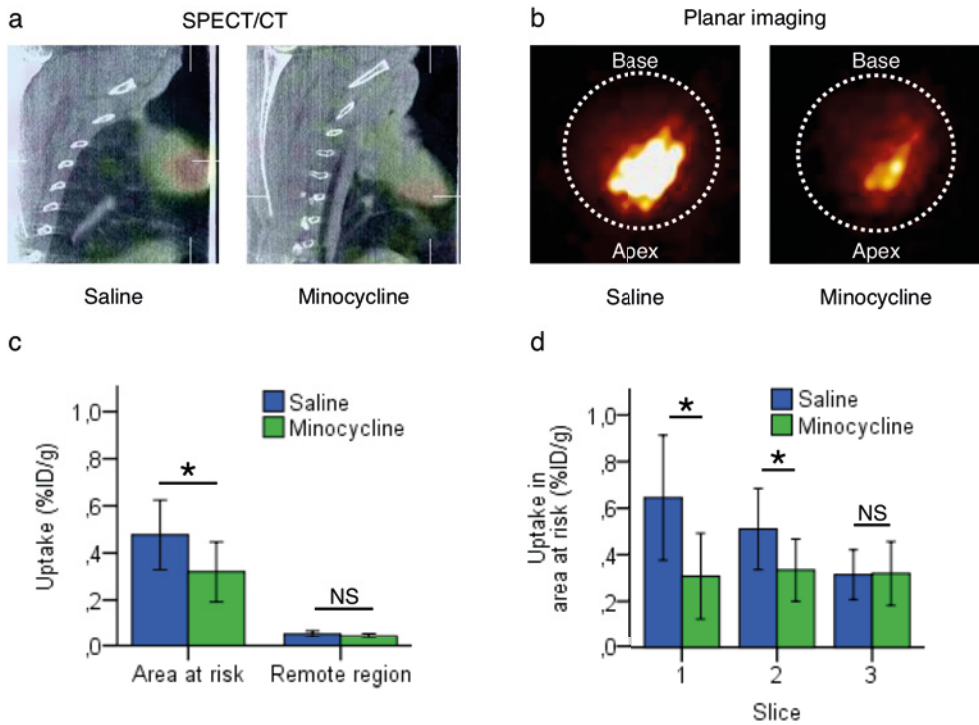 a
SPECT/CT
Saline
Minocycline
b
Planar imaging
Base
Apex
Saline
Base
Apex
Minocycline
c
Uptake (%ID/g)
1,0
,8
,6
,4
,2
,0
Saline
Minocycline
*
NS
Area at risk
Remote region
d
Uptake in
area at risk (%ID/g)
1,0
,8
,6
,4
,2
,0
Saline
Minocycline
*
*
NS
1 2 3
Slice